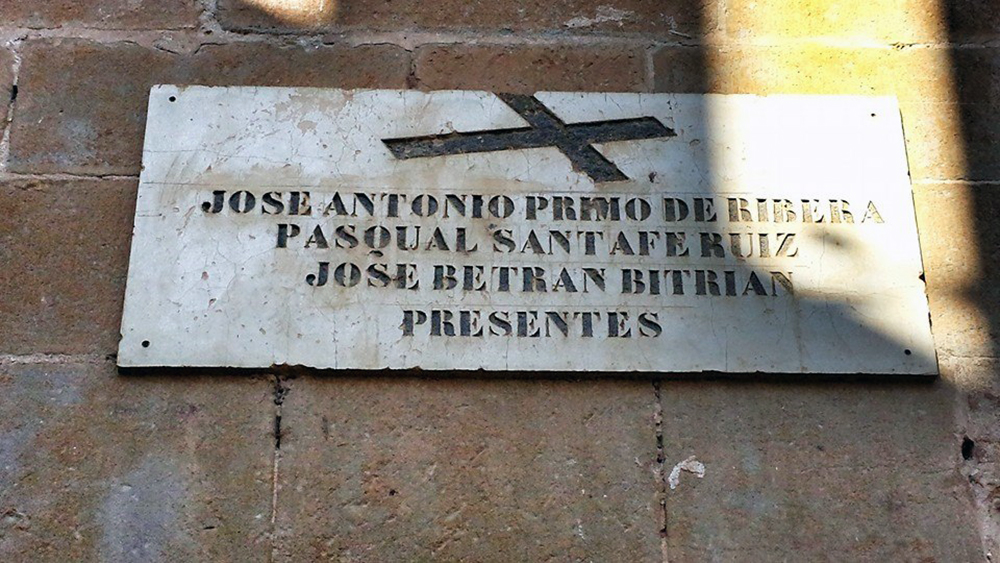 JOSE ANTONIO PRIMO DE RIBERA
PASQUAL SANTAFE RUIZ
JOSE BETRAN BITRIAN
PRESENTES